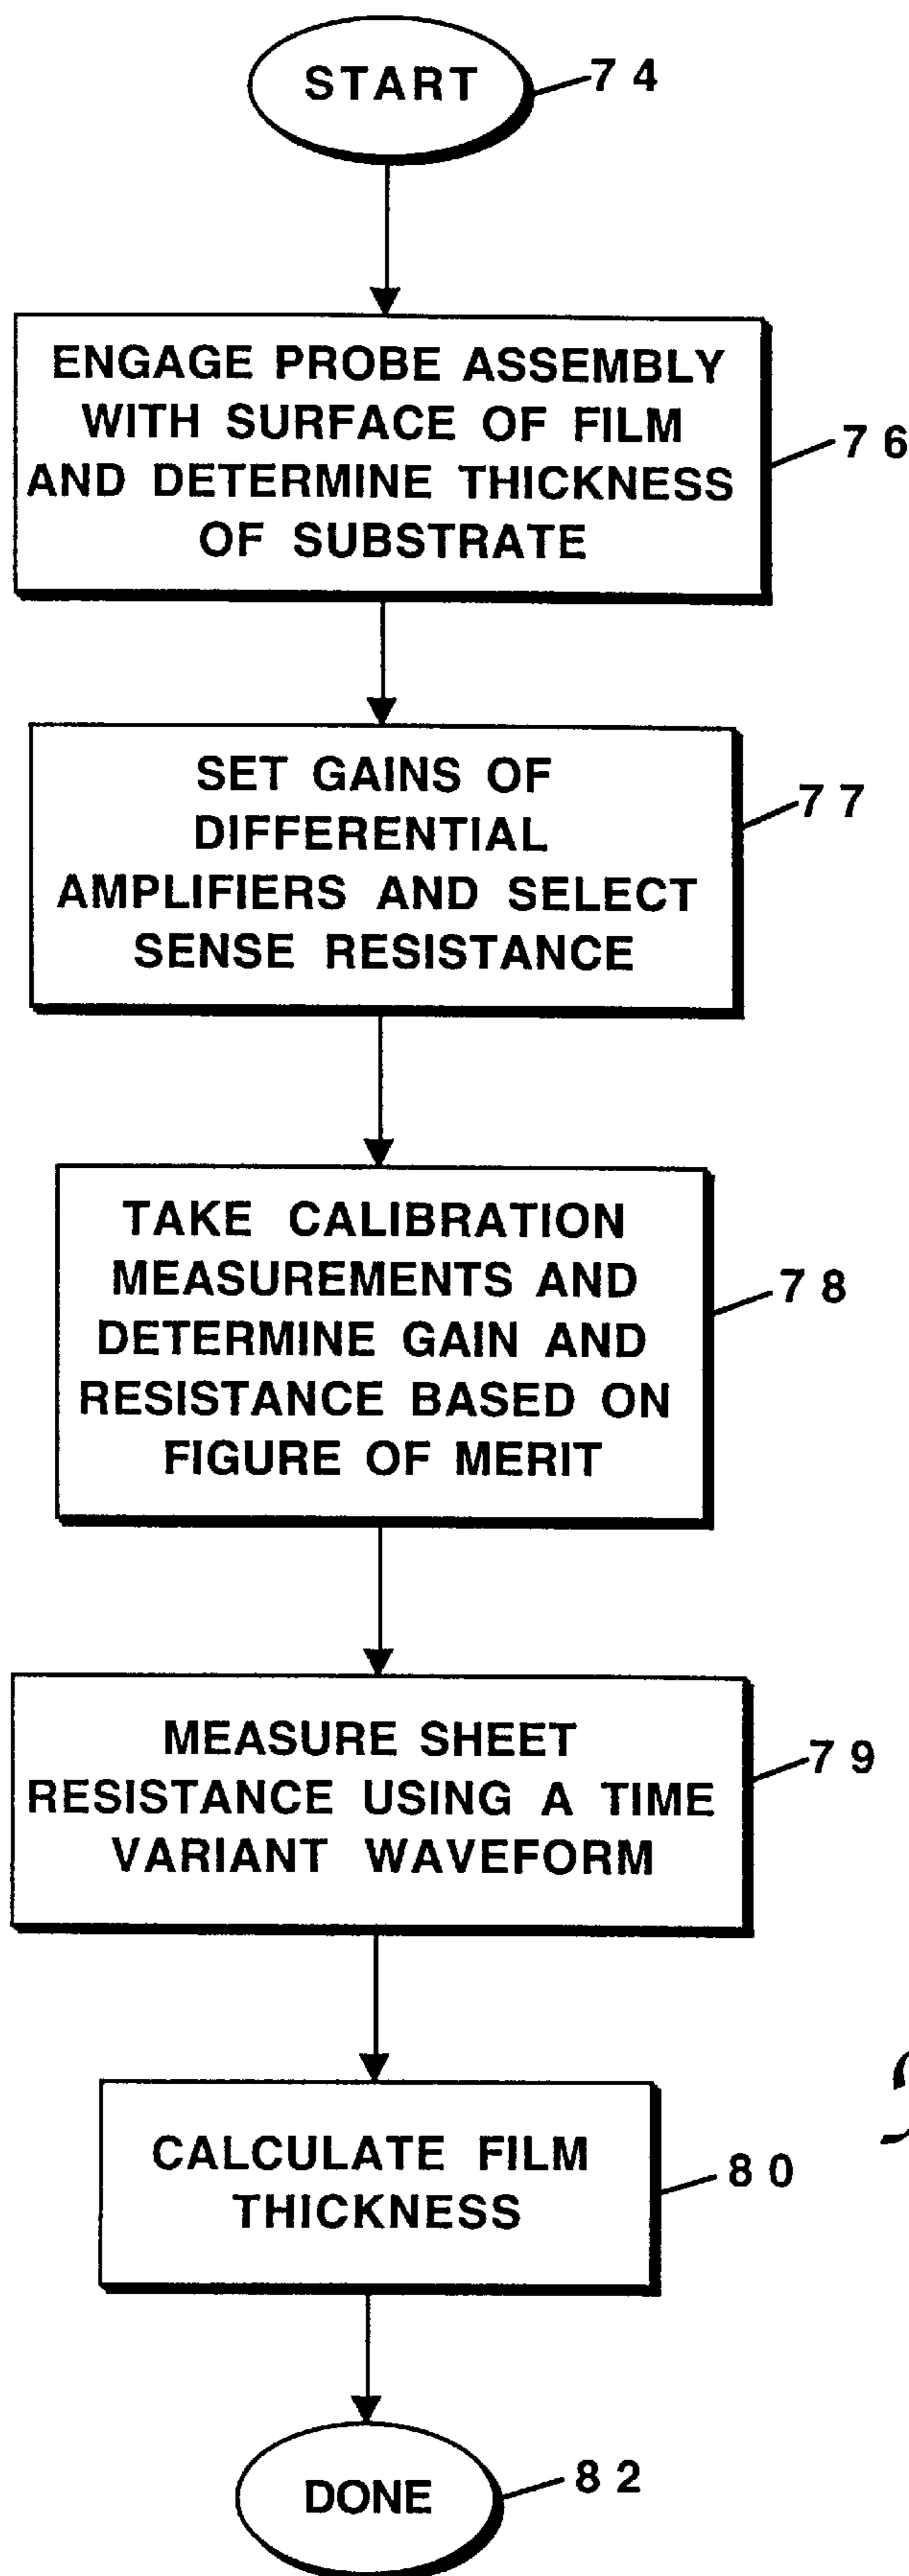 START
74
ENGAGE PROBE ASSEMBLY
WITH SURFACE OF FILM
AND DETERMINE THICKNESS
OF SUBSTRATE
76
SET GAINS OF
DIFFERENTIAL
AMPLIFIERS AND SELECT
SENSE RESISTANCE
77
TAKE CALIBRATION
MEASUREMENTS AND
DETERMINE GAIN AND
RESISTANCE BASED ON
FIGURE OF MERIT
78
MEASURE SHEET
RESISTANCE USING A TIME
VARIANT WAVEFORM
79
CALCULATE FILM
THICKNESS
80
DONE
82